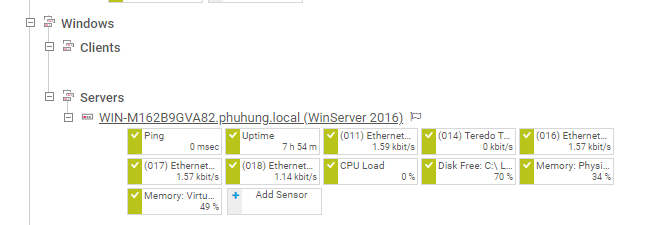 Windows
Clients
Servers
WIN-M162B9GVA82.phuhung.local (WinServer 2016)
Ping
0 msec
Uptime
7 h 54 m
(011) Ethernet...
1.59 kbit/s
(014) Teredo T...
0 kbit/s
(016) Ethernet...
1.57 kbit/s
(017) Ethernet...
1.57 kbit/s
(018) Ethernet...
1.14 kbit/s
CPU Load
0 %
Disk Free: C:\ L...
70 %
Memory: Physi...
34 %
Memory: Virtu...
49 %
Add Sensor